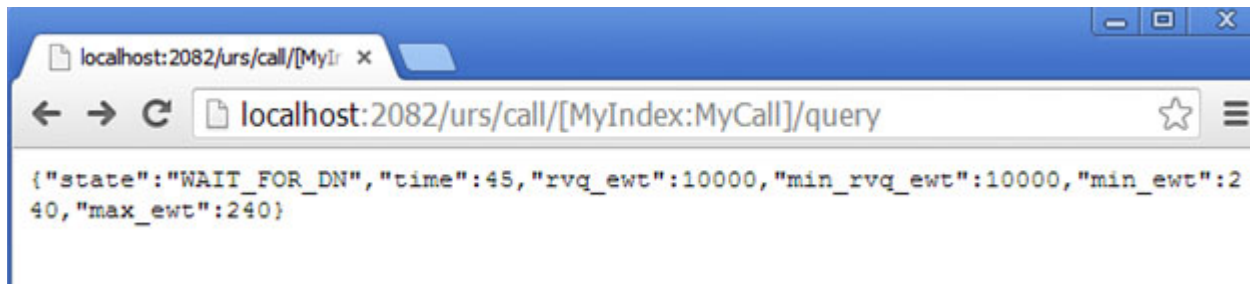 localhost:2082/urs/call/[MyIr
localhost:2082/urs/call/[MyIndex:MyCall]/query
{"state":"WAIT_FOR_DN","time":45,"rvq_ewt":10000,"min_rvq_ewt":10000,"min_ewt":2
40,"max_ewt":240}